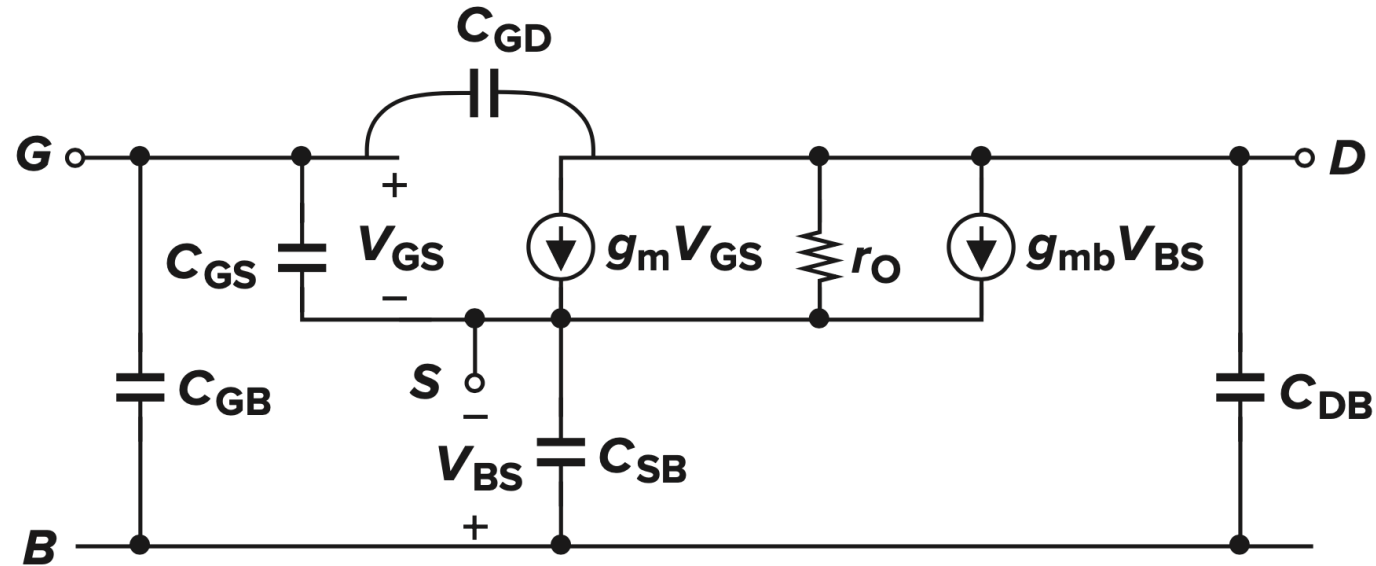 C_GD
G
D
+
C_GS
V_GS
g_mV_GS
r_O
g_mbV_BS
−
S
C_GB
−
V_BS
C_SB
C_DB
+
B